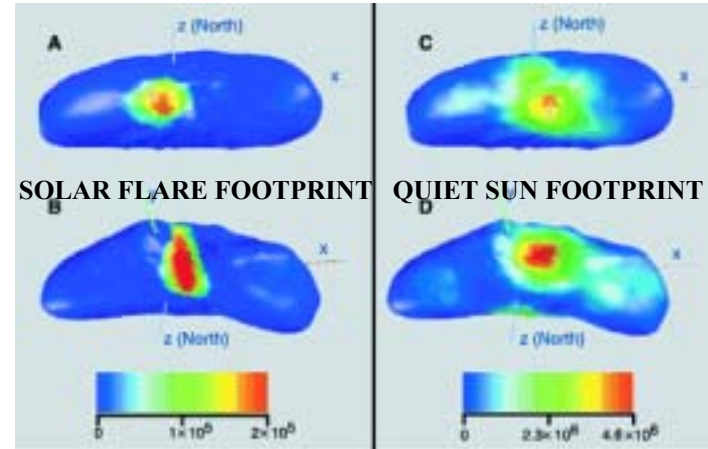 A
z (North)
x
C
z (North)
x
SOLAR FLARE FOOTPRINT
QUIET SUN FOOTPRINT
B
x
z (North)
D
x
z (North)
0
1×10⁵
2×10⁵
0
2.3×10⁶
4.6×10⁶